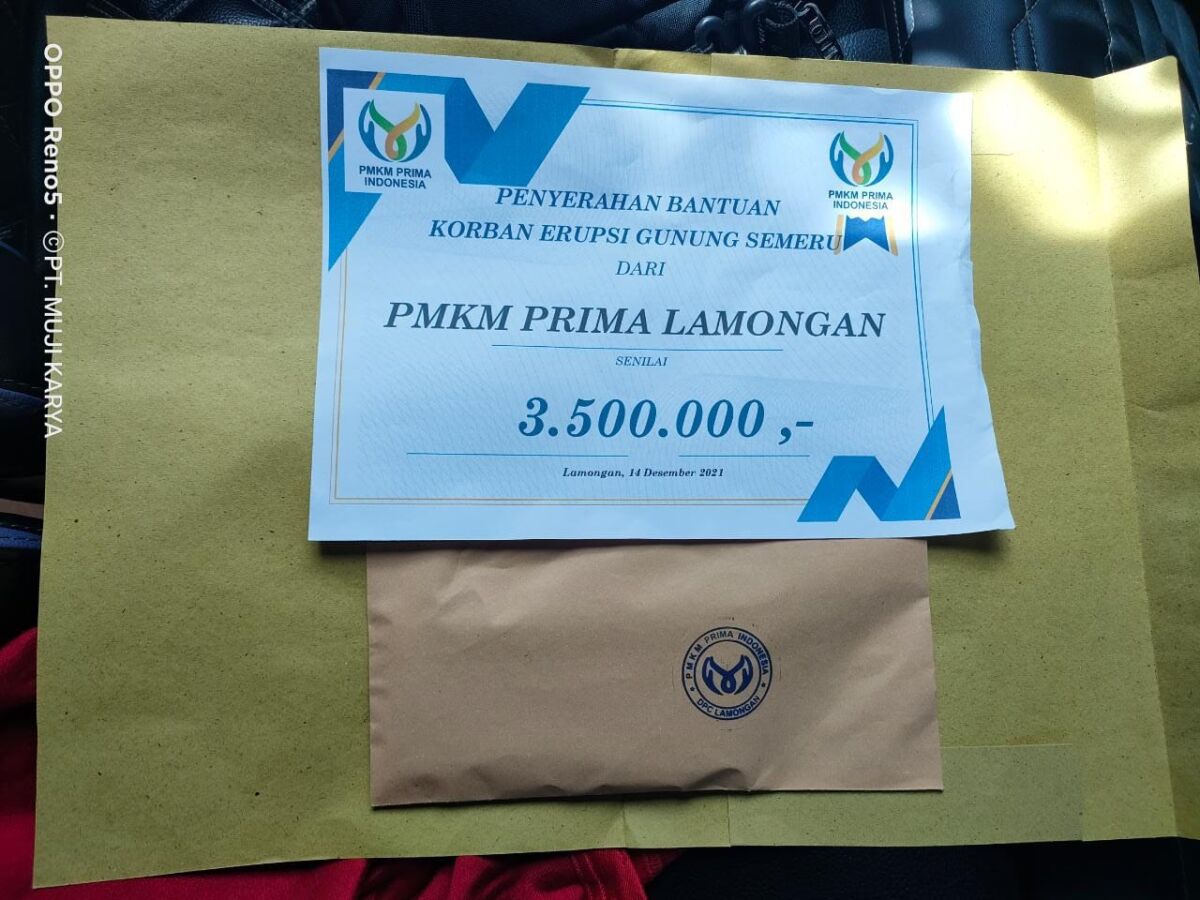 PMKM PRIMA
INDONESIA
PMKM PRIMA
INDONESIA
PENYERAHAN BANTUAN
KORBAN ERUPSI GUNUNG SEMERU
DARI
PMKM PRIMA LAMONGAN
SENILAI
3.500.000 ,-
Lamongan, 14 Desember 2021
PMKM PRIMA INDONESIA
DPC LAMONGAN
OPPO Reno5 · ©PT. MUJI KARYA